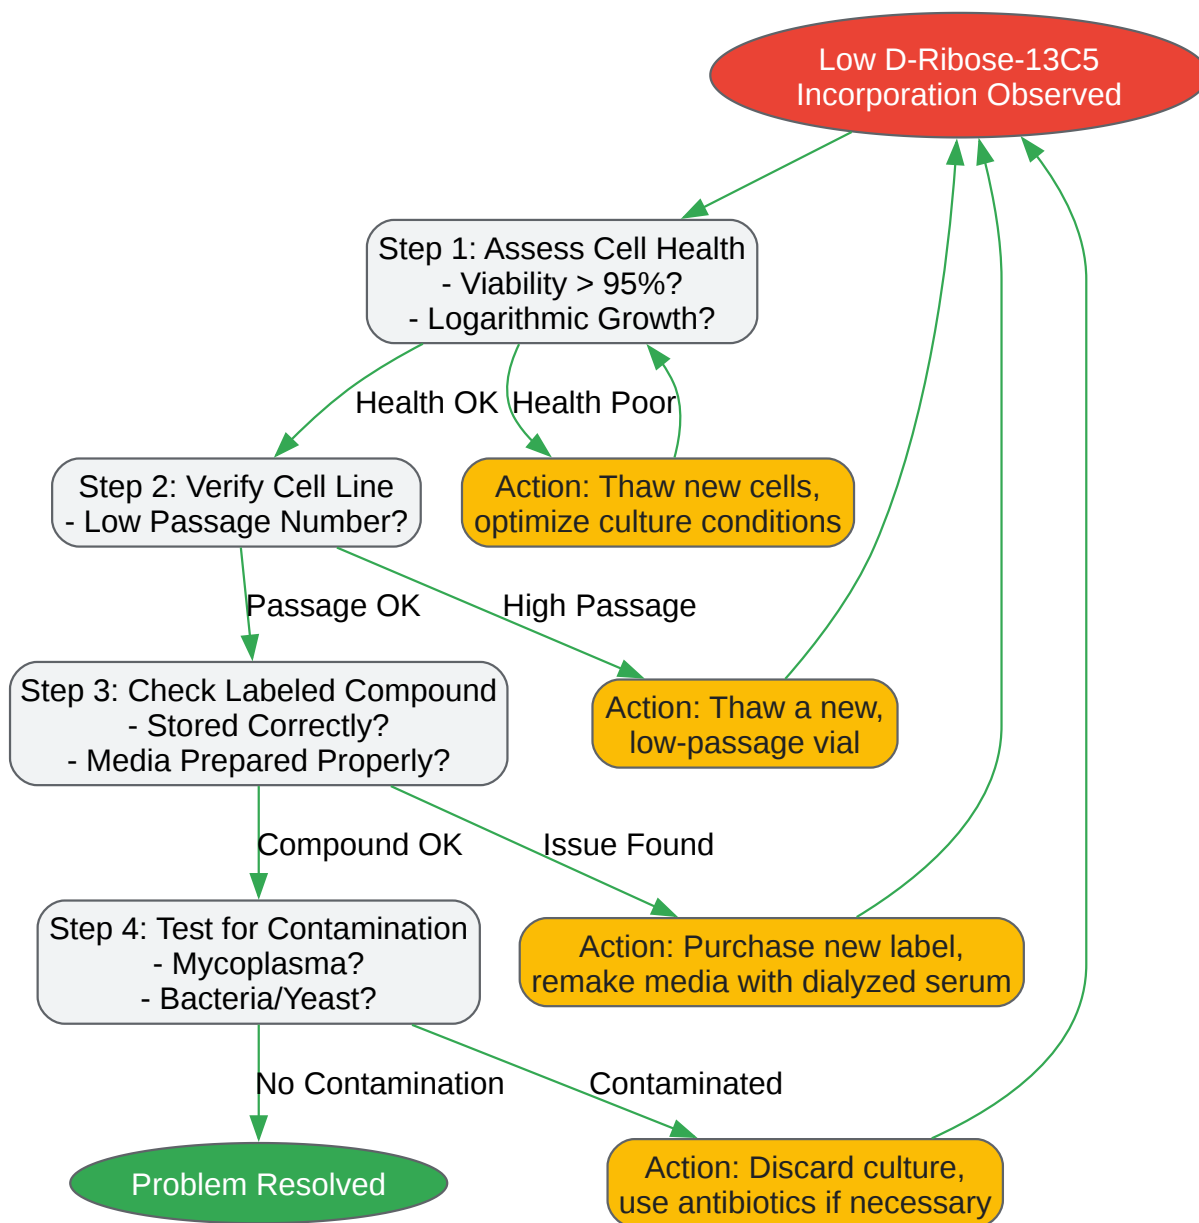 Low D-Ribose-13C5
Incorporation Observed
Step 1: Assess Cell Health
- Viability > 95%?
- Logarithmic Growth?
Health OK
Health Poor
Step 2: Verify Cell Line
- Low Passage Number?
Action: Thaw new cells,
optimize culture conditions
Passage OK
High Passage
Step 3: Check Labeled Compound
- Stored Correctly?
- Media Prepared Properly?
Action: Thaw a new,
low-passage vial
Compound OK
Issue Found
Step 4: Test for Contamination
- Mycoplasma?
- Bacteria/Yeast?
Action: Purchase new label,
remake media with dialyzed serum
No Contamination
Contaminated
Problem Resolved
Action: Discard culture,
use antibiotics if necessary